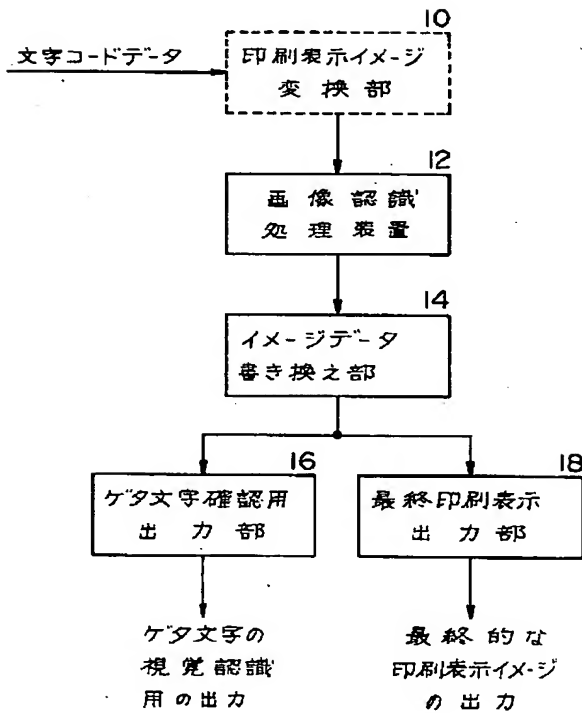 10
文字コードデータ
印刷表示イメージ
変換部
12
画像認識
処理装置
14
イメージデータ
書き換え部
16
ゲタ文字確認用
出力部
18
最終印刷表示
出力部
ゲタ文字の
視覚認識
用の出力
最終的な
印刷表示イメージ
の出力